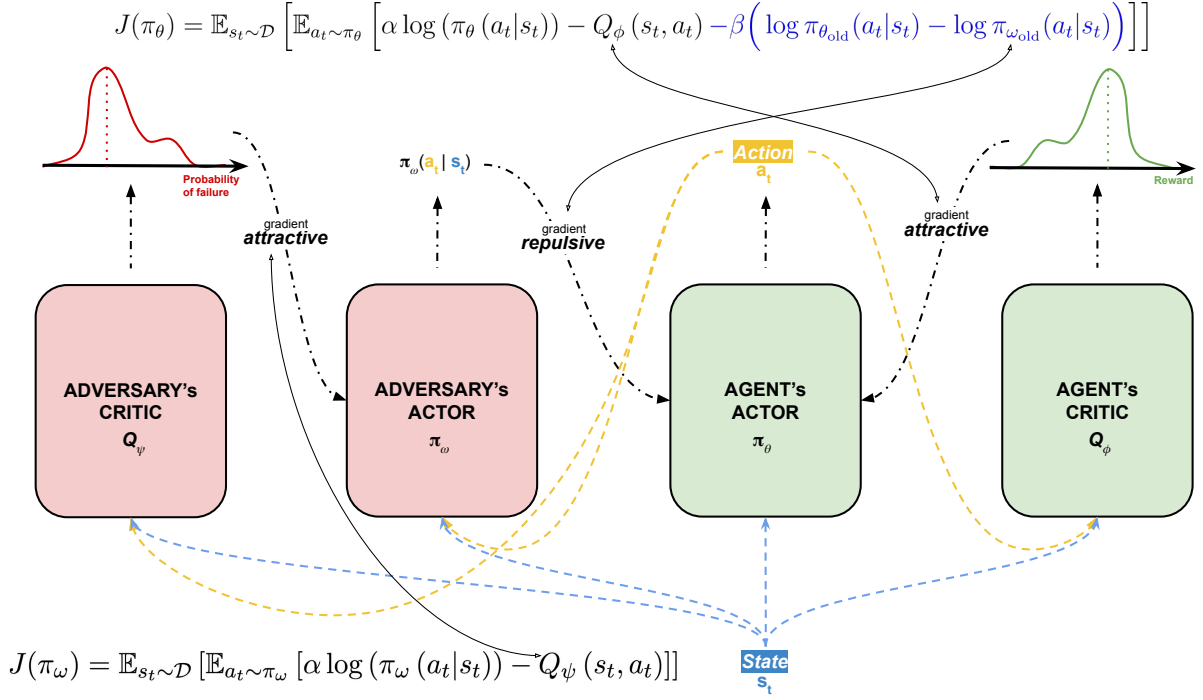 J(π_θ) = 𝔼_{s_t∼𝒟} [ 𝔼_{a_t∼π_θ} [ α log (π_θ (a_t|s_t)) − Q_ϕ (s_t, a_t) −β( log π_{θ_old}(a_t|s_t) − log π_{ω_old}(a_t|s_t) ) ] ]
Probability
of failure
π_ω(a_t | s_t)
Action
a_t
Reward
gradient
attractive
gradient
repulsive
gradient
attractive
ADVERSARY's
CRITIC
Q_ψ
ADVERSARY's
ACTOR
π_ω
AGENT's
ACTOR
π_θ
AGENT's
CRITIC
Q_ϕ
J(π_ω) = 𝔼_{s_t∼𝒟} [𝔼_{a_t∼π_ω} [α log (π_ω (a_t|s_t)) − Q_ψ (s_t, a_t)]]
State
s_t